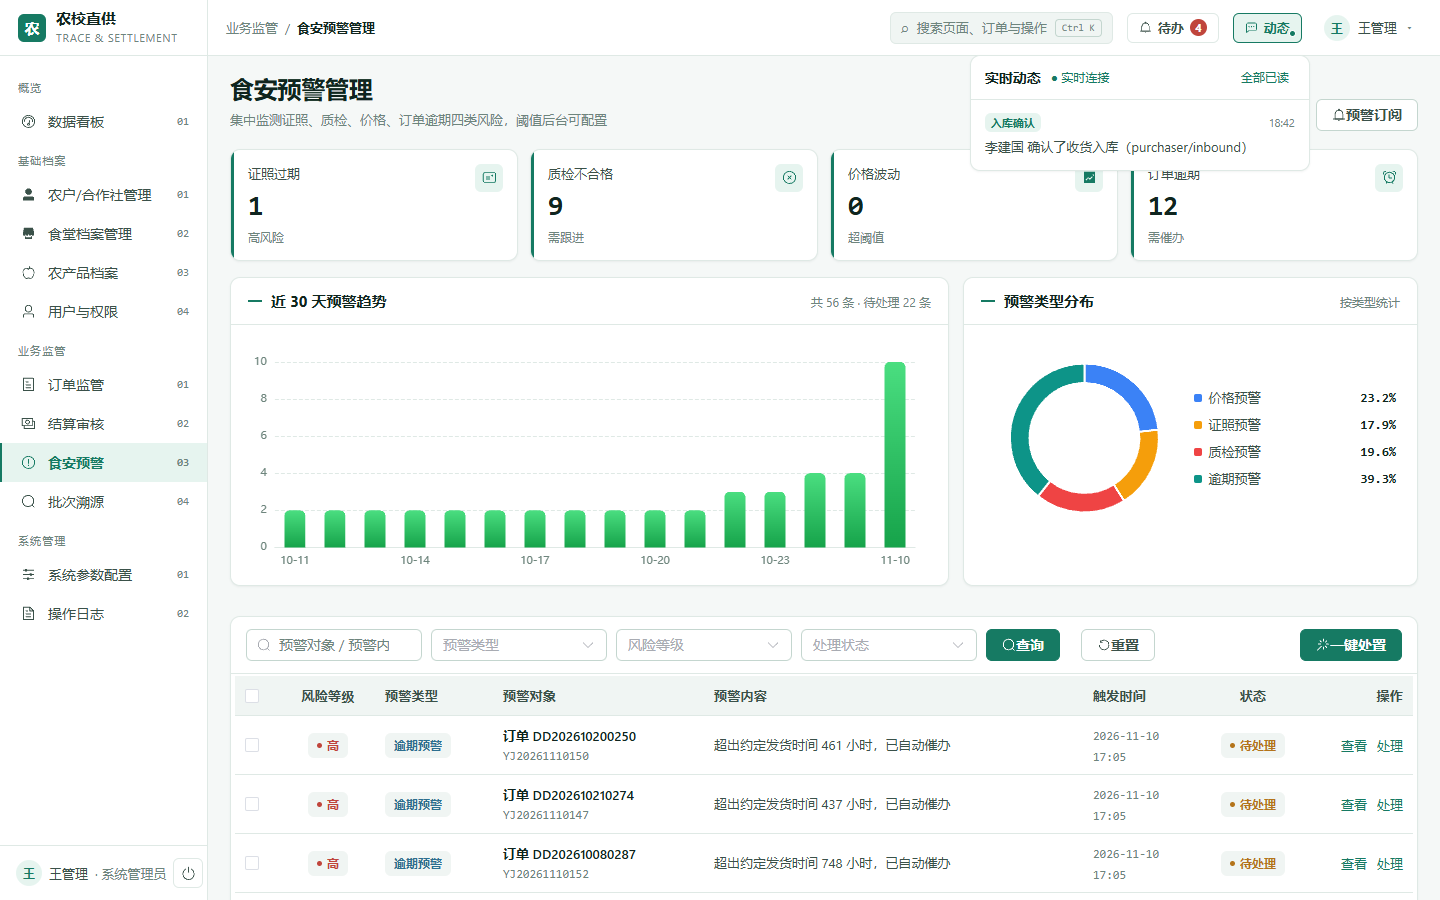 农
农校直供
TRACE & SETTLEMENT
概览
数据看板 01
基础档案
农户/合作社管理 01
食堂档案管理 02
农产品档案 03
用户与权限 04
业务监管
订单监管 01
结算审核 02
食安预警 03
批次溯源 04
系统管理
系统参数配置 01
操作日志 02
王 王管理 · 系统管理员
业务监管 / 食安预警管理
搜索页面、订单与操作 Ctrl K
待办 4
动态
王 王管理
实时动态 实时连接 全部已读
入库确认 18:42
李建国 确认了收货入库（purchaser/inbound）
食安预警管理
集中监测证照、质检、价格、订单逾期四类风险，阈值后台可配置
预警订阅
证照过期
1
高风险
质检不合格
9
需跟进
价格波动
0
超阈值
订单逾期
12
需催办
近 30 天预警趋势 共 56 条 · 待处理 22 条
10
8
6
4
2
0
10-11 10-14 10-17 10-20 10-23 11-10
预警类型分布 按类型统计
价格预警 23.2%
证照预警 17.9%
质检预警 19.6%
逾期预警 39.3%
预警对象 / 预警内
预警类型
风险等级
处理状态
查询
重置
一键处置
风险等级 预警类型 预警对象 预警内容 触发时间 状态 操作
高 逾期预警 订单 DD202610200250 超出约定发货时间 461 小时，已自动催办 2026-11-10 待处理 查看 处理
YJ20261110150 17:05
高 逾期预警 订单 DD202610210274 超出约定发货时间 437 小时，已自动催办 2026-11-10 待处理 查看 处理
YJ20261110147 17:05
高 逾期预警 订单 DD202610080287 超出约定发货时间 748 小时，已自动催办 2026-11-10 待处理 查看 处理
YJ20261110152 17:05